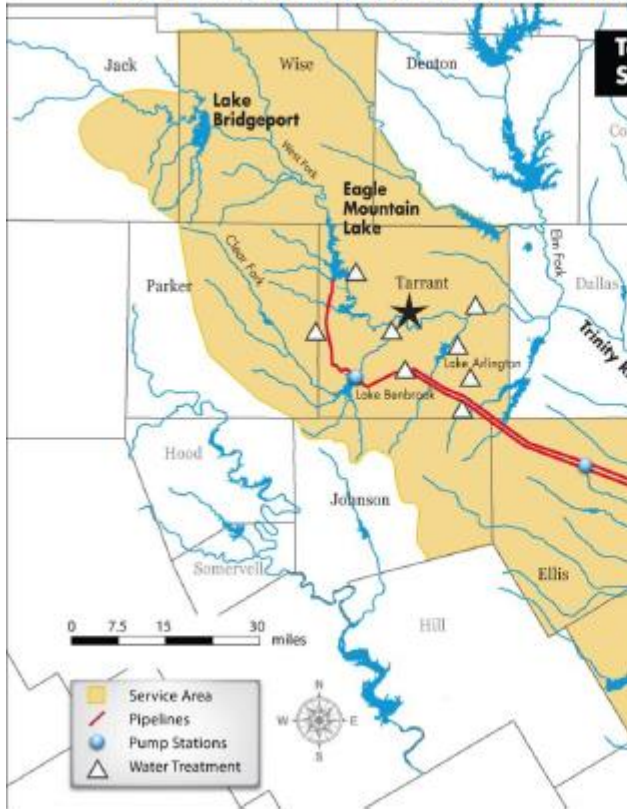 Jack
Wise
Denton
Lake
Bridgeport
West Fork
Eagle
Mountain
Lake
Clear Fork
Elm Fork
Parker
Tarrant
Dallas
Trinity
Lake Arlington
Lake Benbrook
Hood
Johnson
Somervell
Ellis
Hill
0 7.5 15 30
miles
N
W E
S
Service Area
Pipelines
Pump Stations
Water Treatment